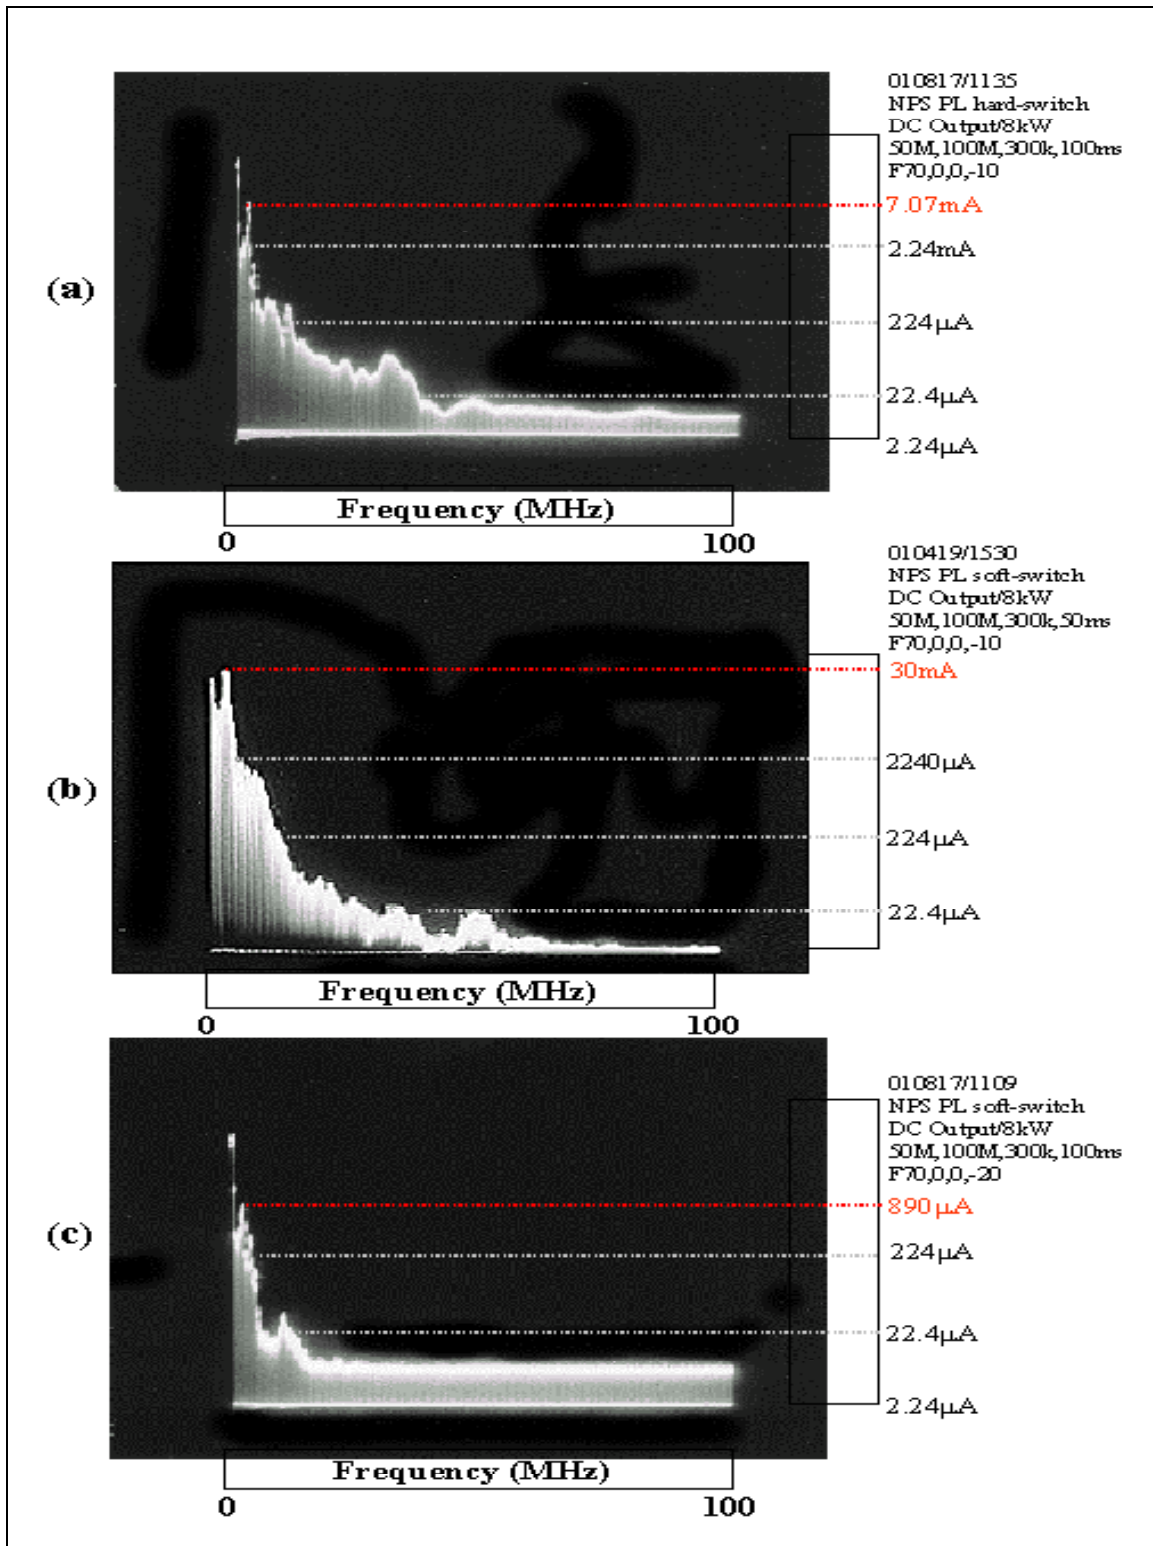 010817/1135
NPS PL hard-switch
DC Output/8kW
50M,100M,300k,100ms
F70,0,0,-10
7.07mA
2.24mA
(a)
224µA
22.4µA
2.24µA
Frequency (MHz)
0 100
010419/1530
NPS PL soft-switch
DC Output/8kW
50M,100M,300k,50ms
F70,0,0,-10
30mA
2240µA
(b)
224µA
22.4µA
Frequency (MHz)
0 100
010817/1109
NPS PL soft-switch
DC Output/8kW
50M,100M,300k,100ms
F70,0,0,-20
890µA
(c)
224µA
22.4µA
2.24µA
Frequency (MHz)
0 100